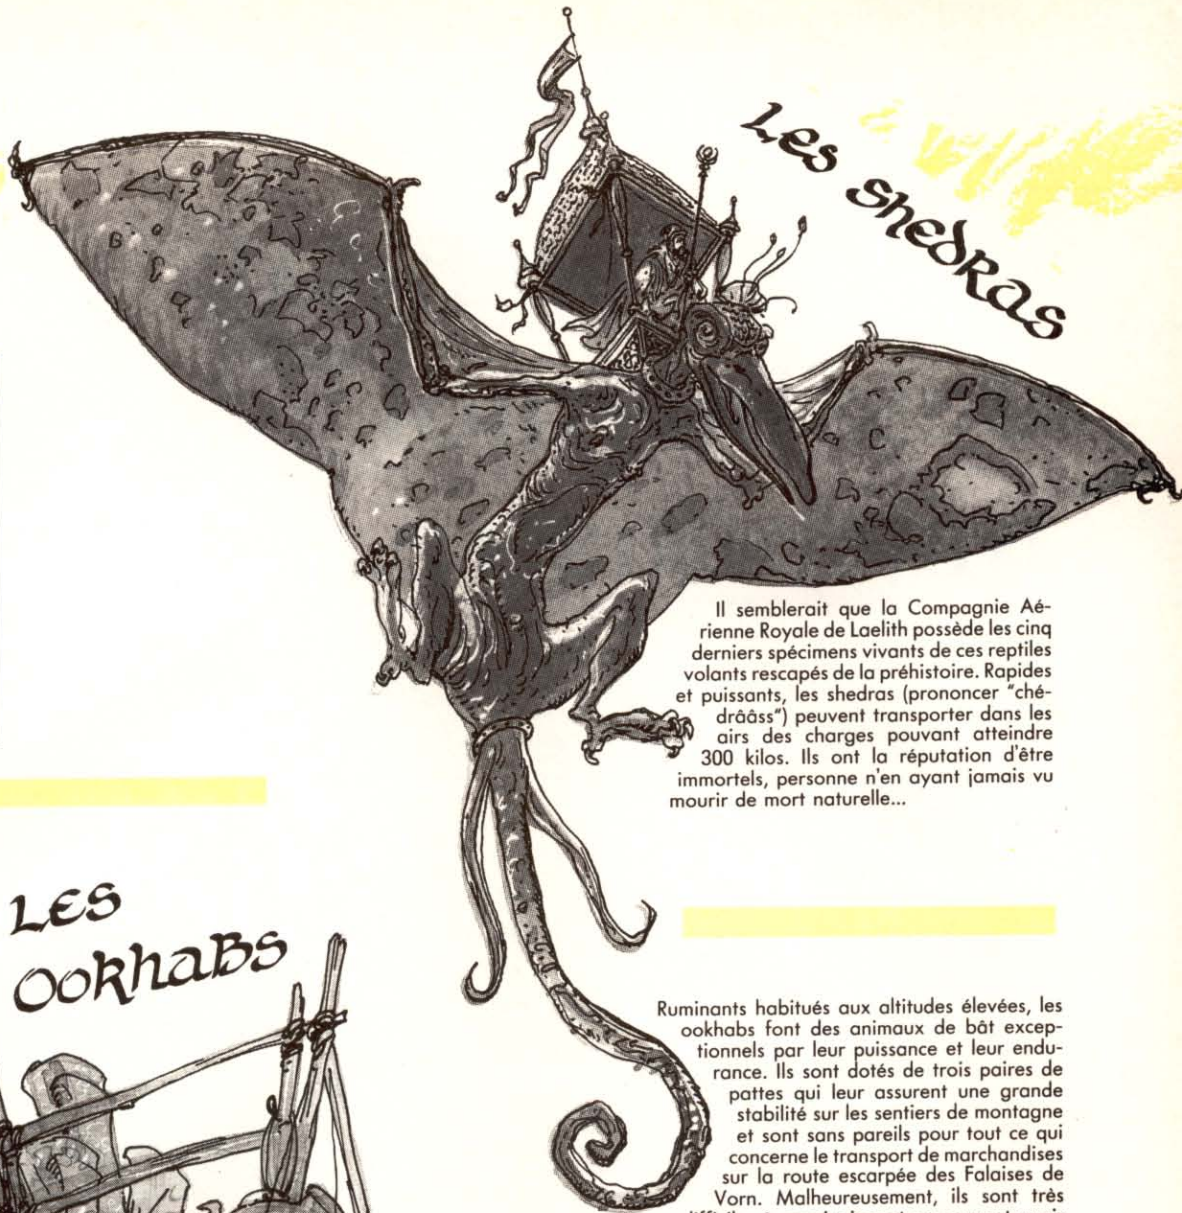 Les Shedras
Il semblerait que la Compagnie Aé-
rienne Royale de Laelith possède les cinq
derniers spécimens vivants de ces reptiles
volants rescapés de la préhistoire. Rapides
et puissants, les shedras (prononcer "ché-
drââss") peuvent transporter dans les
airs des charges pouvant atteindre
300 kilos. Ils ont la réputation d'être
immortels, personne n'en ayant jamais vu
mourir de mort naturelle...
Les
Ookhabs
Ruminants habitués aux altitudes élevées, les
ookhabs font des animaux de bât excep-
tionnels par leur puissance et leur endu-
rance. Ils sont dotés de trois paires de
pattes qui leur assurent une grande
stabilité sur les sentiers de montagne
et sont sans pareils pour tout ce qui
concerne le transport de marchandises
sur la route escarpée des Falaises de
Vorn. Malheureusement, ils sont très